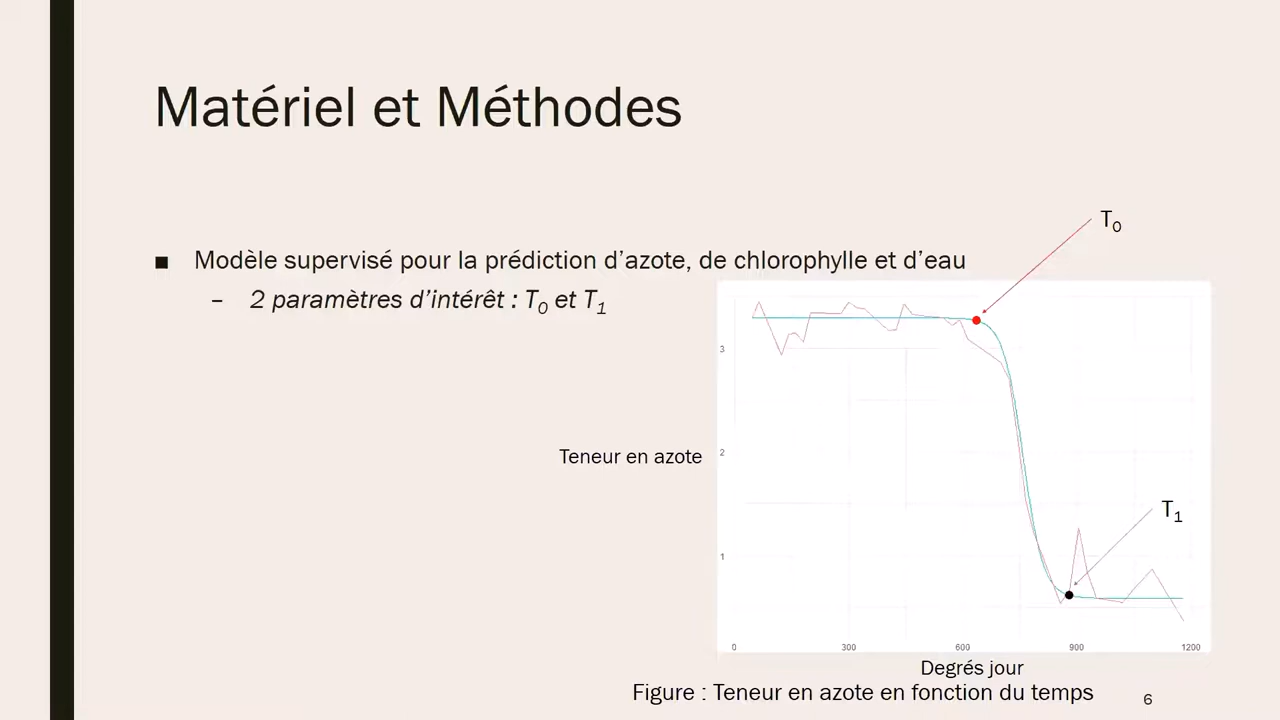 Matériel et Méthodes
■ Modèle supervisé pour la prédiction d’azote, de chlorophylle et d’eau
– 2 paramètres d’intérêt : T0 et T1
T0
3
Teneur en azote
2
T1
1
0 300 600 900 1200
Degrés jour
Figure : Teneur en azote en fonction du temps
6